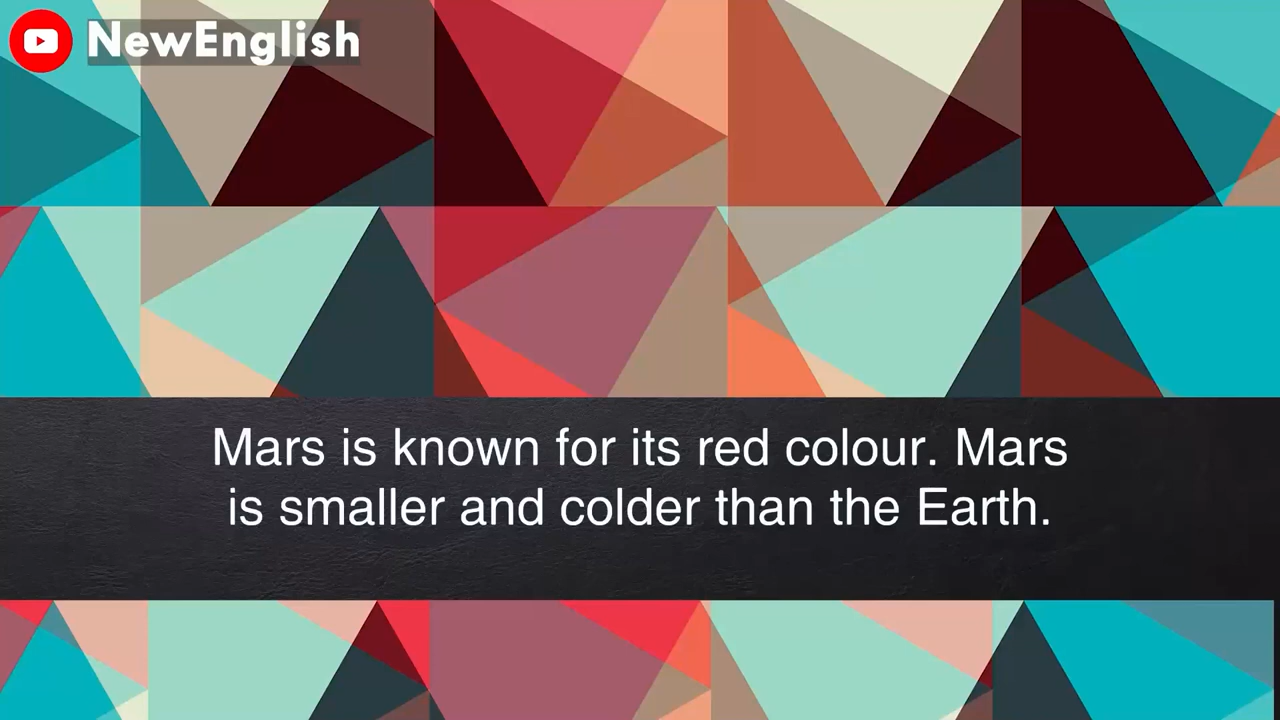 NewEnglish
Mars is known for its red colour. Mars
is smaller and colder than the Earth.